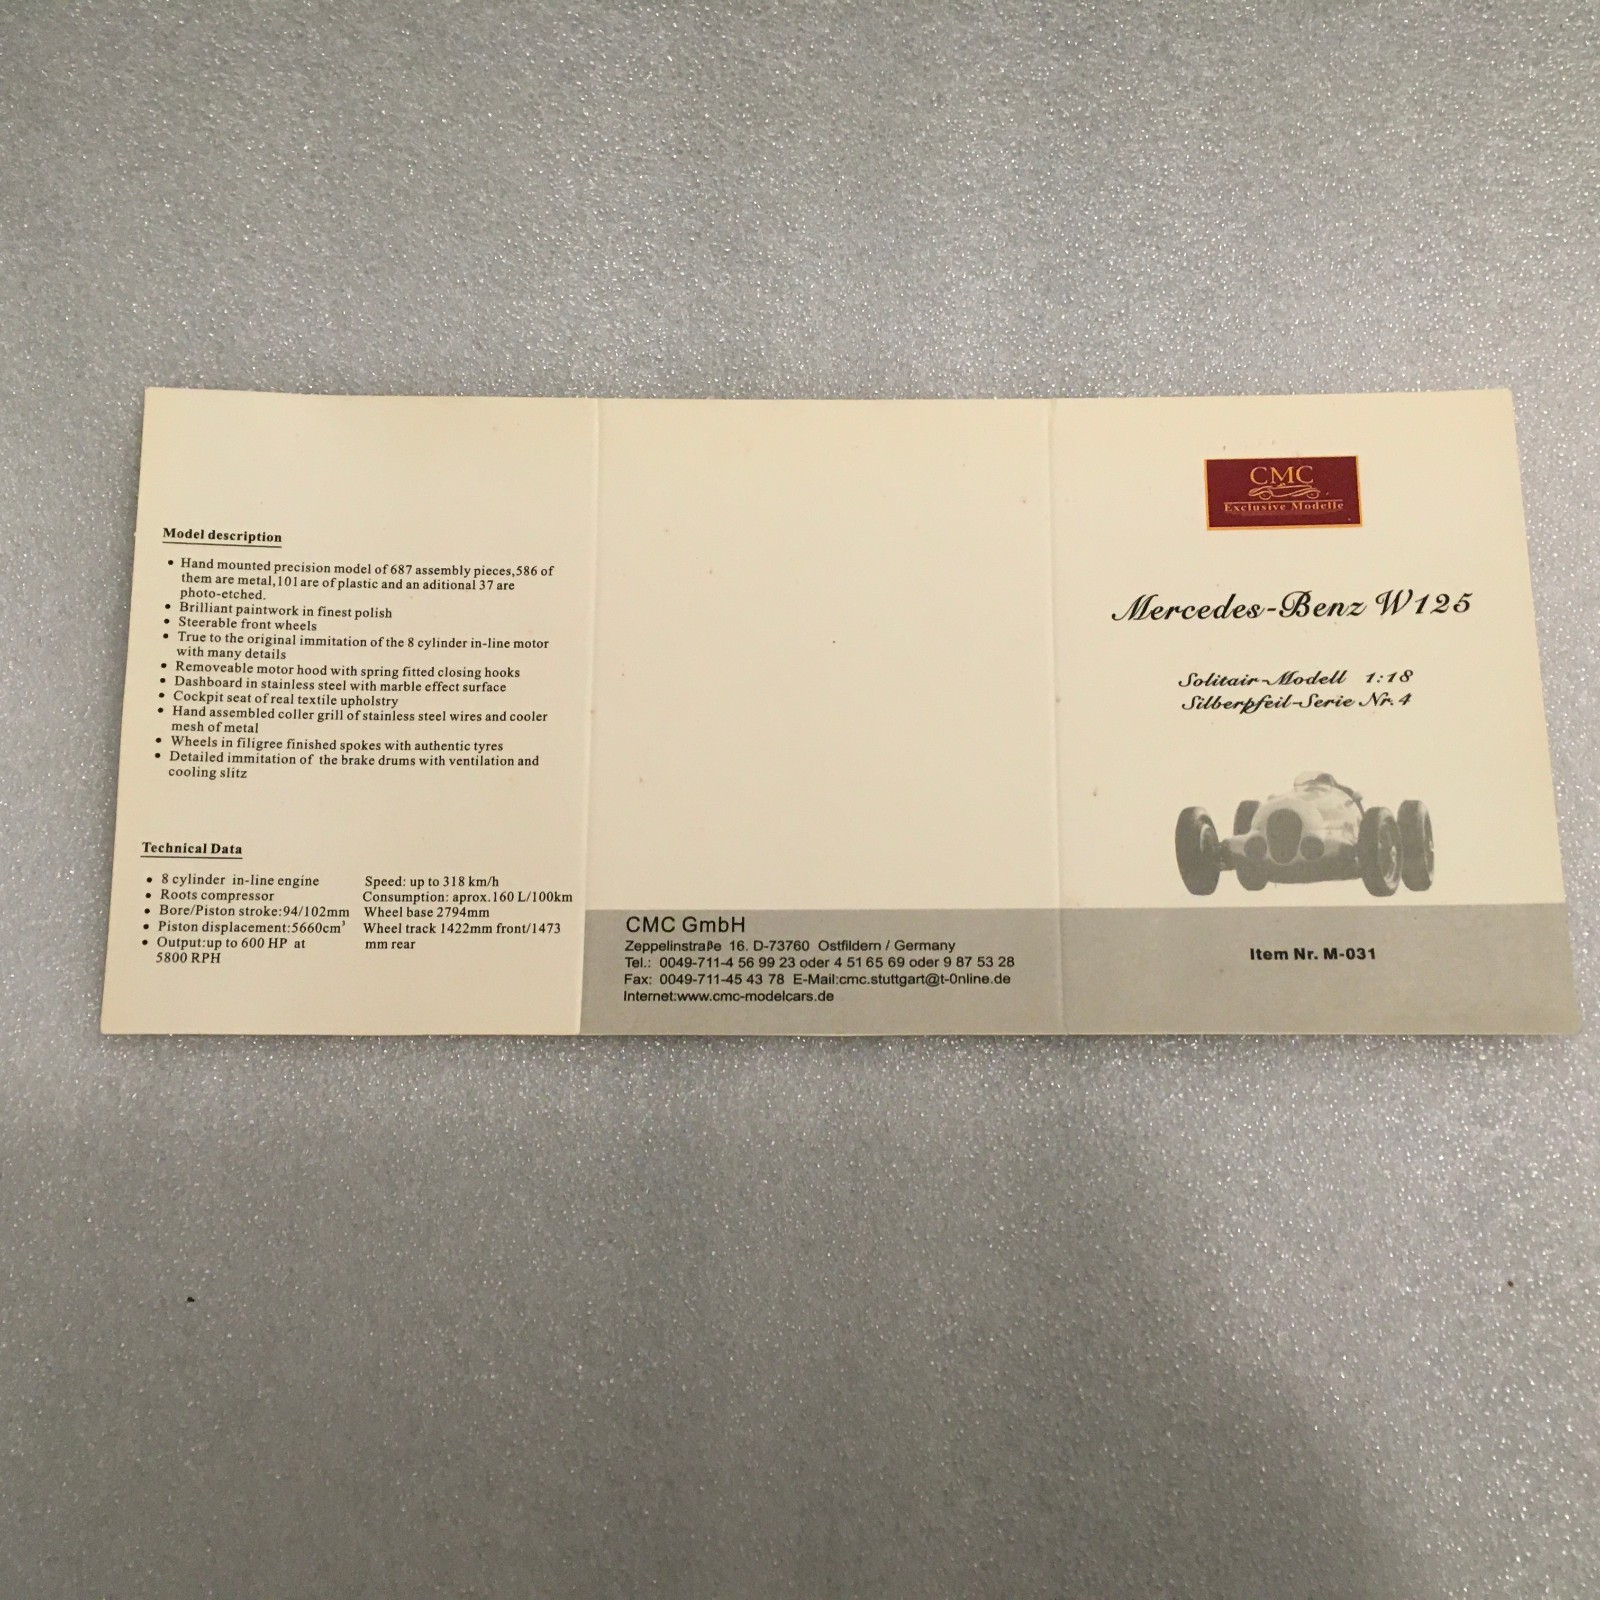 Model description
• Hand mounted precision model of 687 assembly pieces,586 of
them are metal,101are of plastic and an aditional 37 are
photo-etched.
• Brilliant paintwork in finest polish
• Steerable front wheels
• True to the original immitation of the 8 cylinder in-line motor
with many details
• Removeable motor hood with spring fitted closing hooks
• Dashboard in stainless steel with marble effect surface
• Cockpit seat of real textile upholstry
• Hand assembled coller grill of stainless steel wires and cooler
mesh of metal
• Wheels in filigree finished spokes with authentic tyres
• Detailed immitation of the brake drums with ventilation and
cooling slitz
Technical Data
• 8 cylinder in-line engine
• Roots compressor
• Bore/Piston stroke:94/102mm
• Piston displacement:5660cm³
• Output:up to 600 HP at
5800 RPH
Speed: up to 318 km/h
Consumption: aprox.160 L/100km
Wheel base 2794mm
Wheel track 1422mm front/1473
mm rear
CMC GmbH
Zeppelinstraße 16. D-73760 Ostfildern / Germany
Tel.: 0049-711-4 56 99 23 oder 4 51 65 69 oder 9 87 53 28
Fax: 0049-711-45 43 78 E-Mail:cmc.stuttgart@t-0nline.de
Internet:www.cmc-modelcars.de
CMC
Exclusive Modelle
Mercedes-Benz W125
Solitair-Modell 1:18
Silberpfeil-Serie Nr.4
Item Nr. M-031